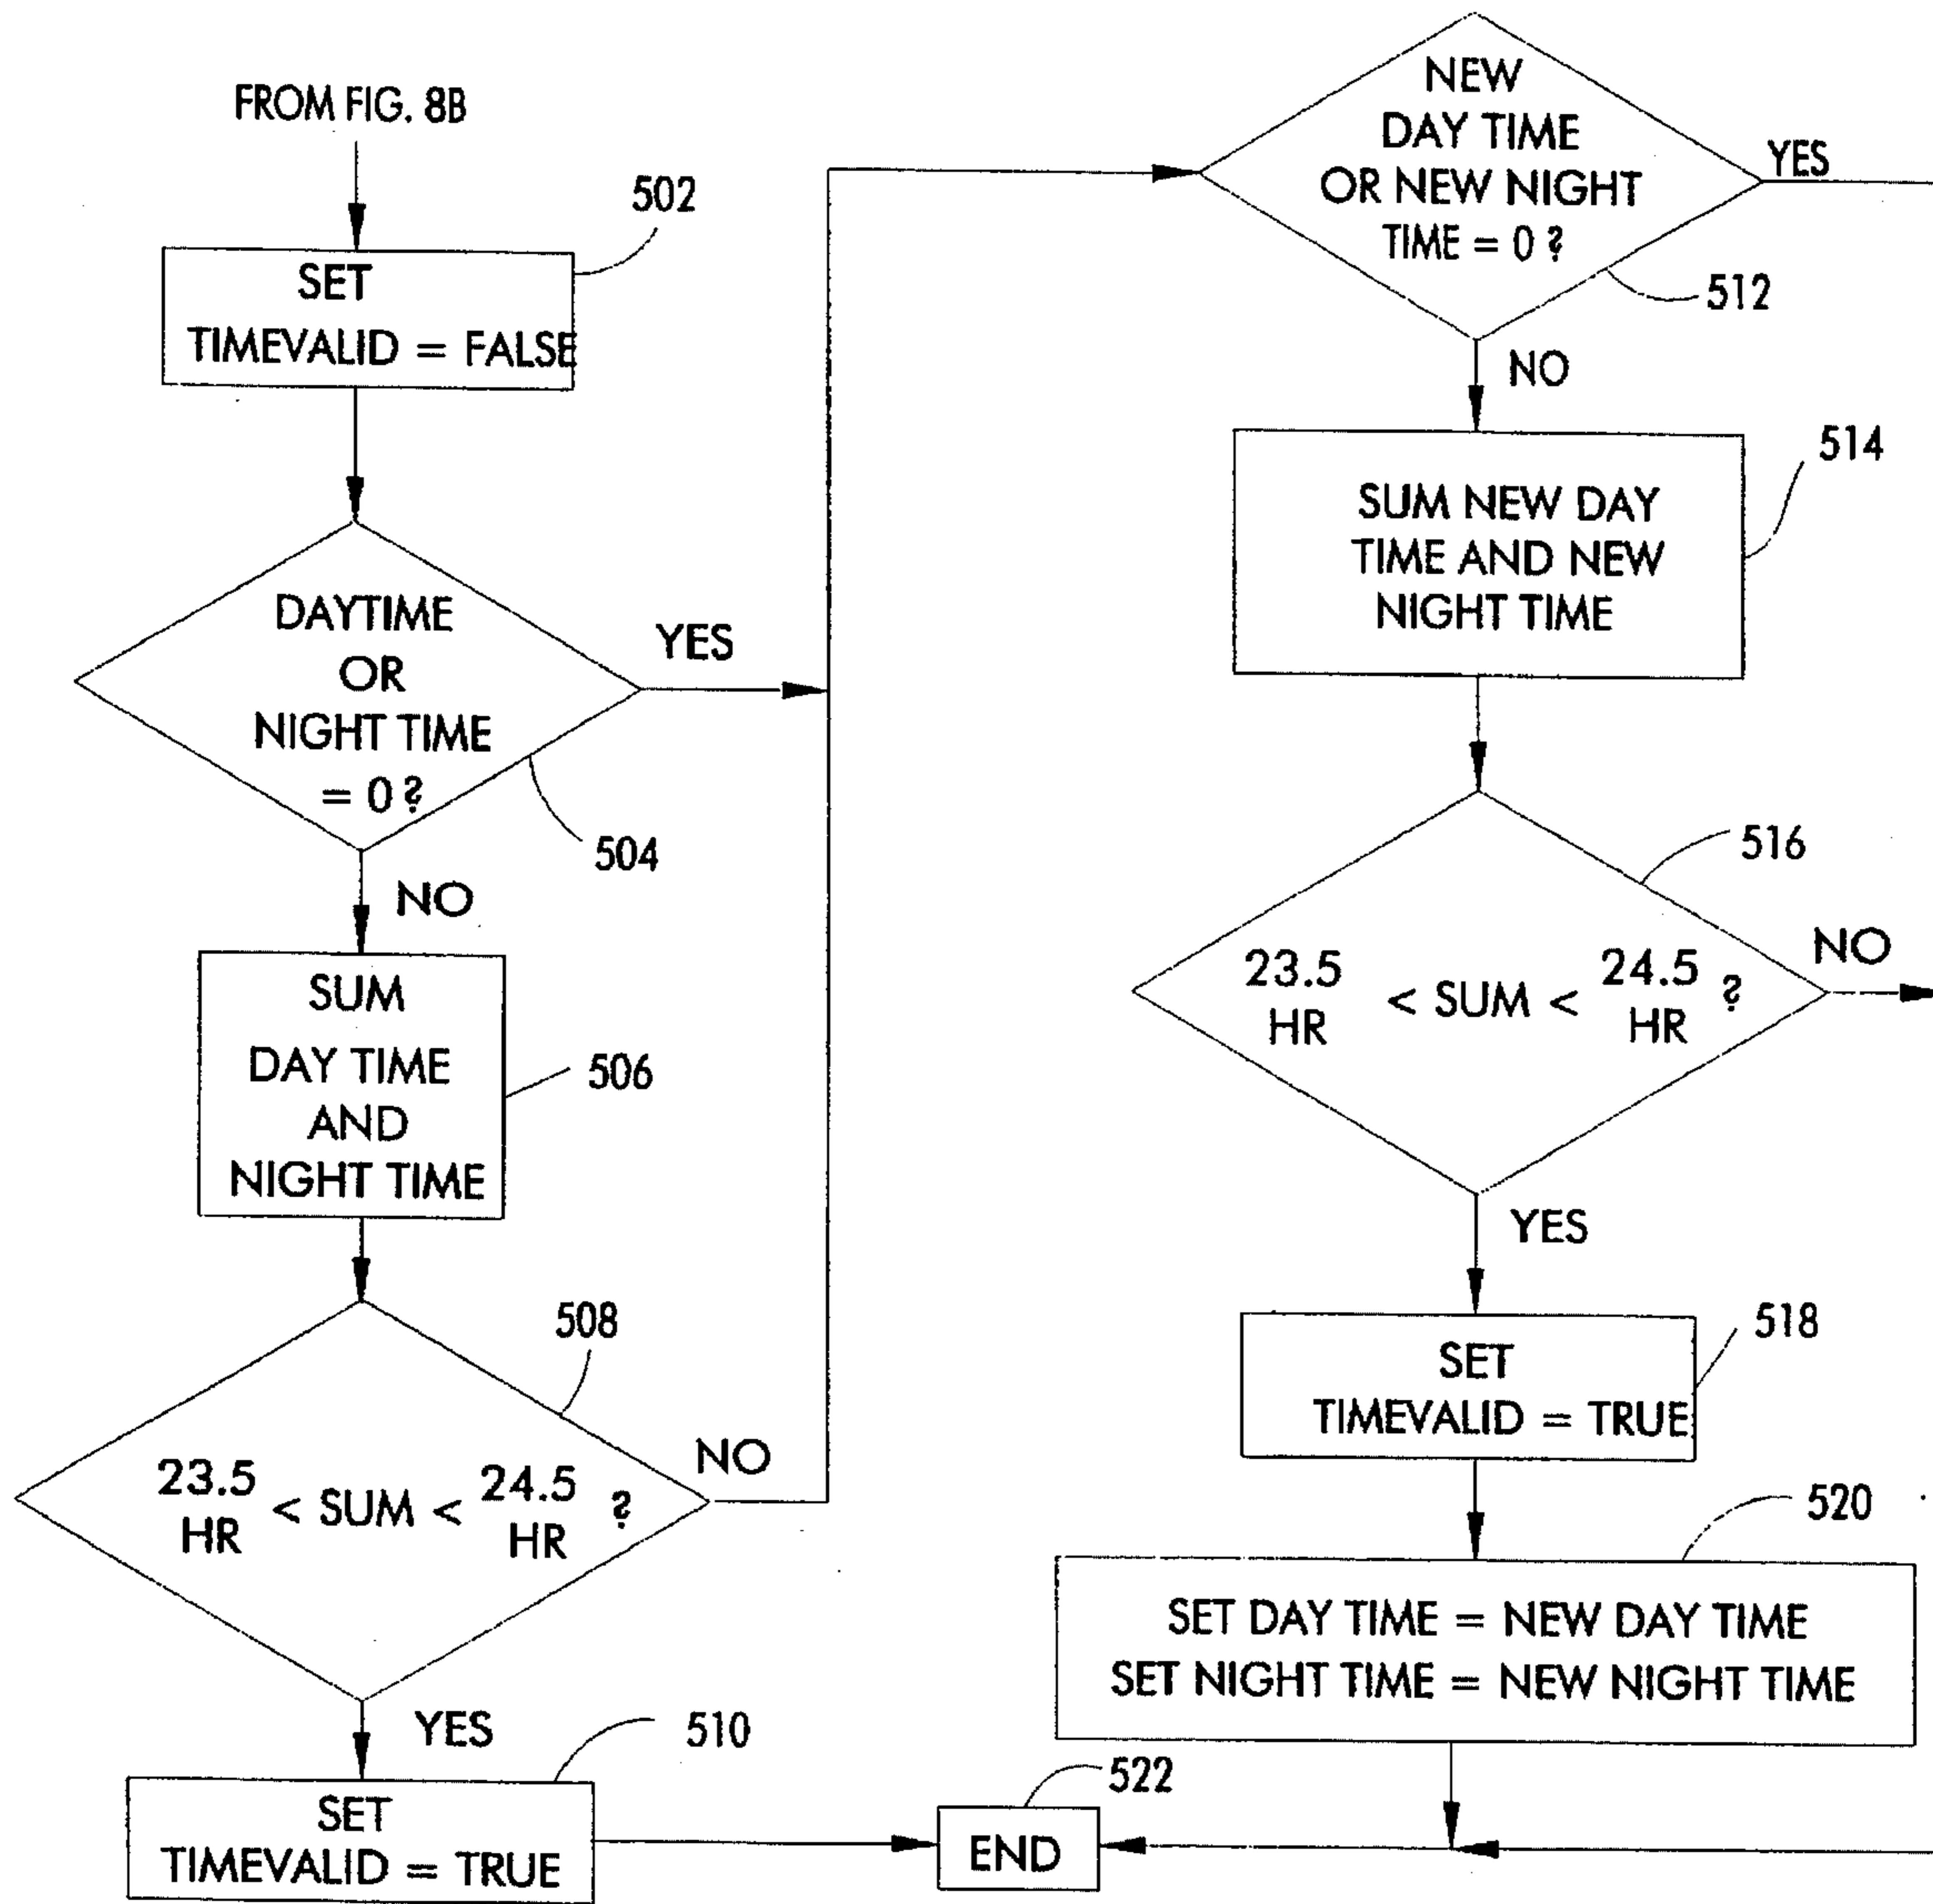 FROM FIG. 8B
502
SET
TIMEVALID = FALSE
DAYTIME
OR
NIGHT TIME
= 0 ?
YES
504
NO
SUM
DAY TIME
AND
NIGHT TIME
506
508
23.5
HR
< SUM <
24.5
HR
?
NO
YES
510
SET
TIMEVALID = TRUE
NEW
DAY TIME
OR NEW NIGHT
TIME = 0 ?
YES
512
NO
514
SUM NEW DAY
TIME AND NEW
NIGHT TIME
516
23.5
HR
< SUM <
24.5
HR
?
NO
YES
518
SET
TIMEVALID = TRUE
520
SET DAY TIME = NEW DAY TIME
SET NIGHT TIME = NEW NIGHT TIME
522
END